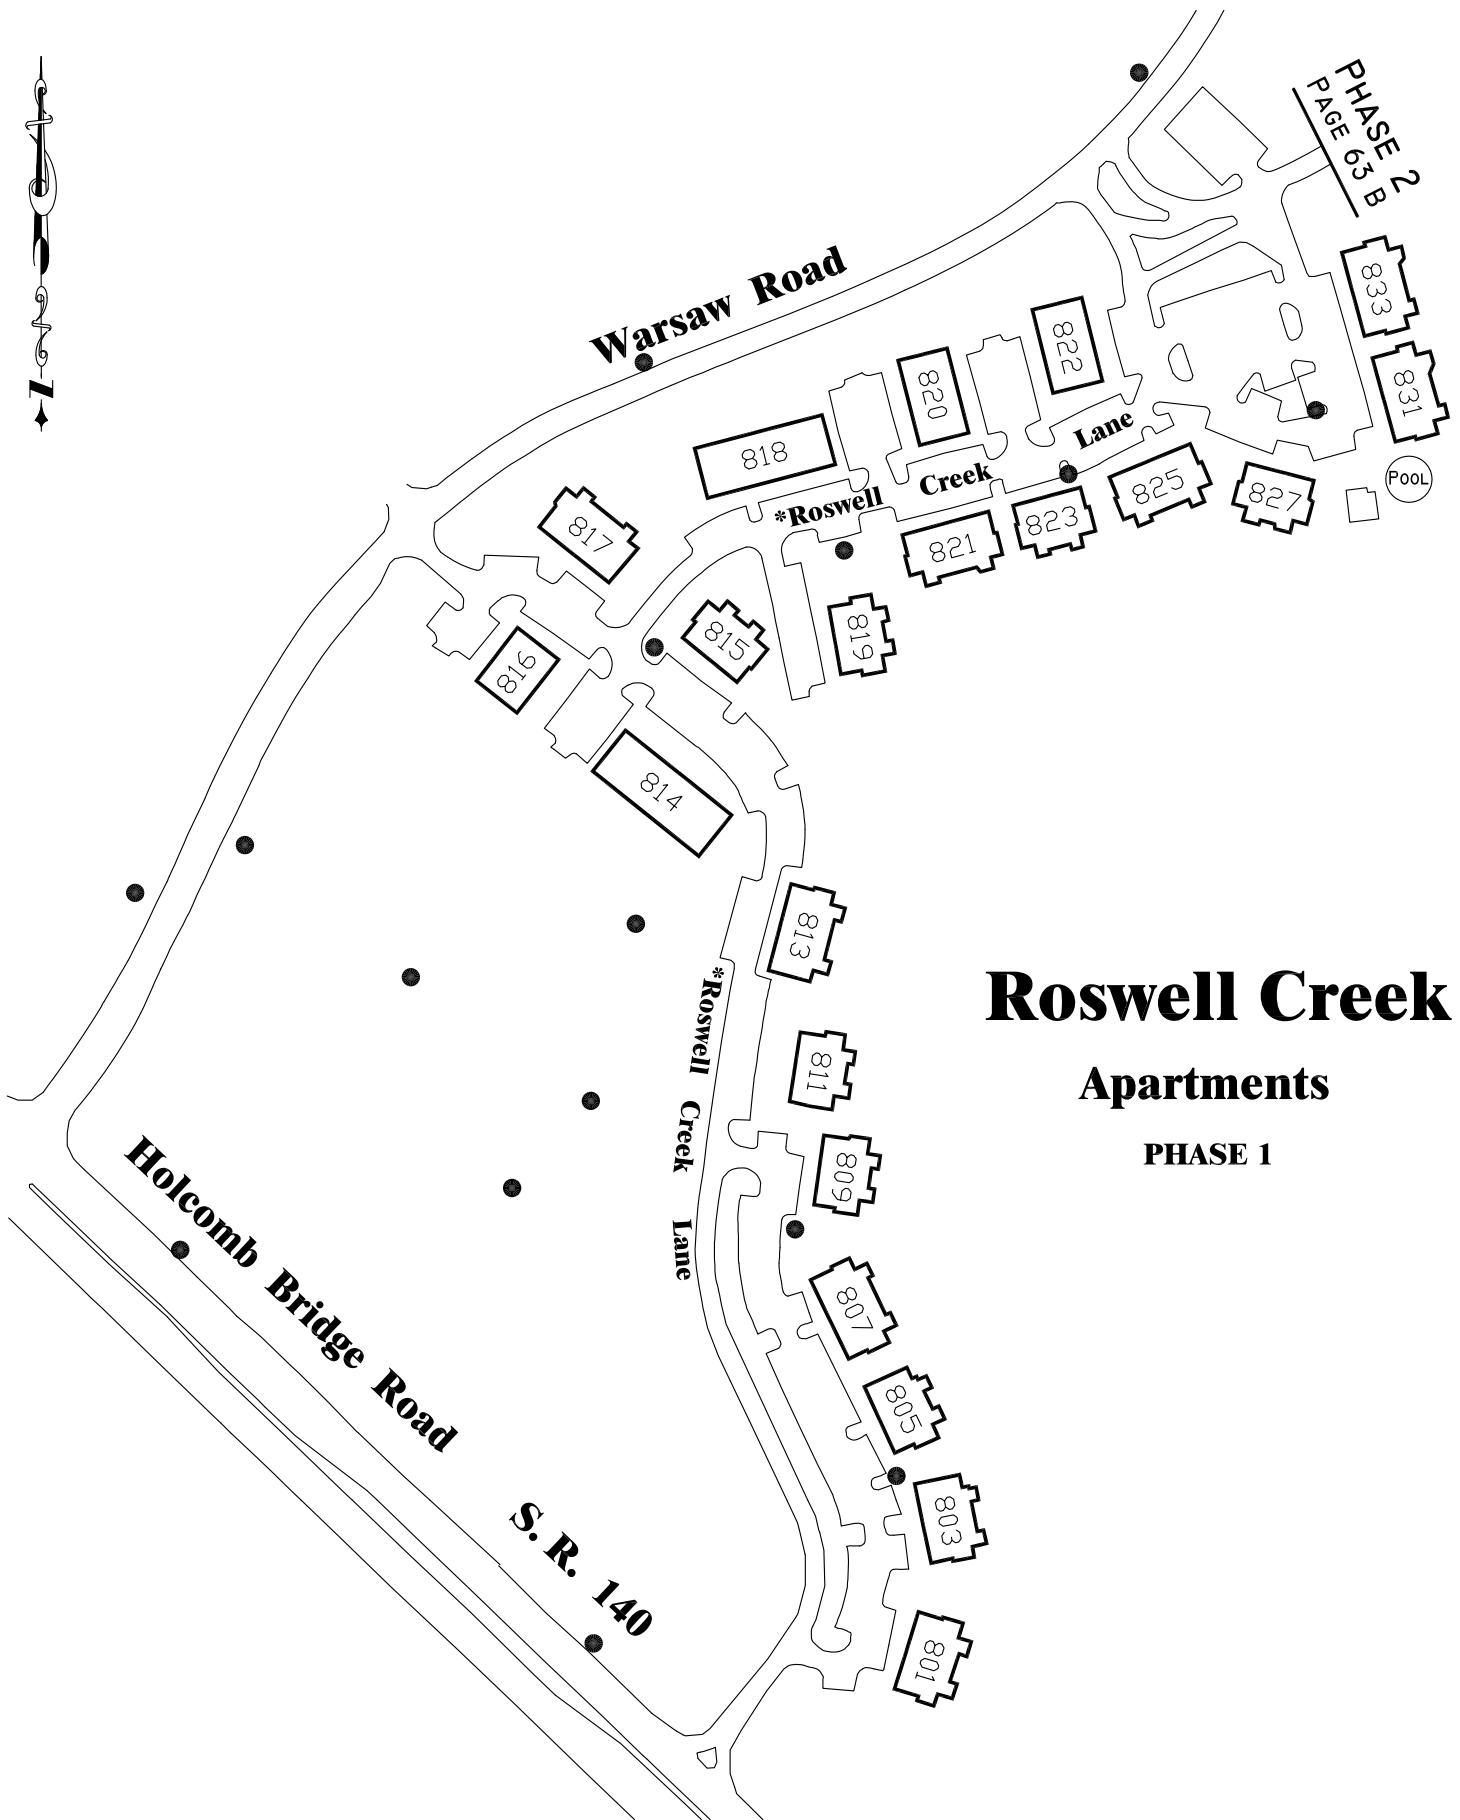 PHASE 2
PAGE 63 B
Warsaw Road
833
831
822
820
818
*Roswell Creek Lane
817
821
823
825
827
POOL
819
815
816
814
N
813
*Roswell Creek Lane
811
809
807
805
803
801
Roswell Creek
Apartments
PHASE 1
Holcomb Bridge Road
S. R. 140